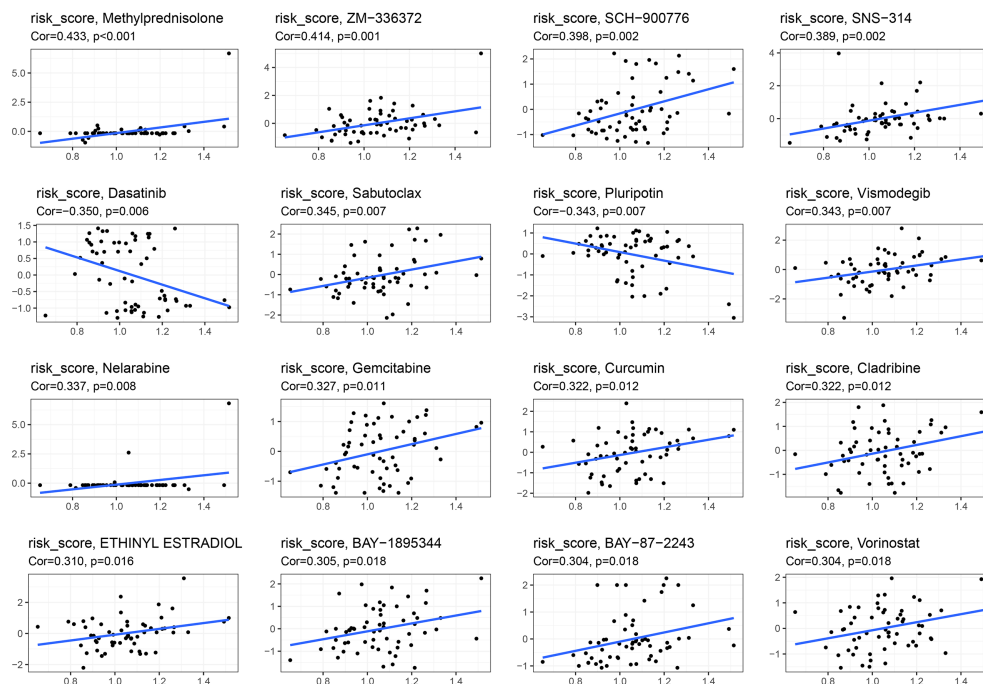 risk_score, Methylprednisolone
Cor=0.433, p<0.001
5.0
2.5
0.0
0.8 1.0 1.2 1.4
risk_score, ZM−336372
Cor=0.414, p=0.001
4
2
0
0.8 1.0 1.2 1.4
risk_score, SCH−900776
Cor=0.398, p=0.002
2
1
0
−1
0.8 1.0 1.2 1.4
risk_score, SNS−314
Cor=0.389, p=0.002
4
2
0
0.8 1.0 1.2 1.4
risk_score, Dasatinib
Cor=−0.350, p=0.006
1.5
1.0
0.5
0.0
−0.5
−1.0
0.8 1.0 1.2 1.4
risk_score, Sabutoclax
Cor=0.345, p=0.007
2
1
0
−1
−2
0.8 1.0 1.2 1.4
risk_score, Pluripotin
Cor=−0.343, p=0.007
1
0
−1
−2
−3
0.8 1.0 1.2 1.4
risk_score, Vismodegib
Cor=0.343, p=0.007
2
0
−2
0.8 1.0 1.2 1.4
risk_score, Nelarabine
Cor=0.337, p=0.008
5.0
2.5
0.0
0.8 1.0 1.2 1.4
risk_score, Gemcitabine
Cor=0.327, p=0.011
1
0
−1
0.8 1.0 1.2 1.4
risk_score, Curcumin
Cor=0.322, p=0.012
2
1
0
−1
−2
0.8 1.0 1.2 1.4
risk_score, Cladribine
Cor=0.322, p=0.012
2
1
0
−1
0.8 1.0 1.2 1.4
risk_score, ETHINYL ESTRADIOL
Cor=0.310, p=0.016
2
0
−2
0.8 1.0 1.2 1.4
risk_score, BAY−1895344
Cor=0.305, p=0.018
2
1
0
−1
0.8 1.0 1.2 1.4
risk_score, BAY−87−2243
Cor=0.304, p=0.018
2
1
0
−1
0.8 1.0 1.2 1.4
risk_score, Vorinostat
Cor=0.304, p=0.018
2
1
0
−1
0.8 1.0 1.2 1.4